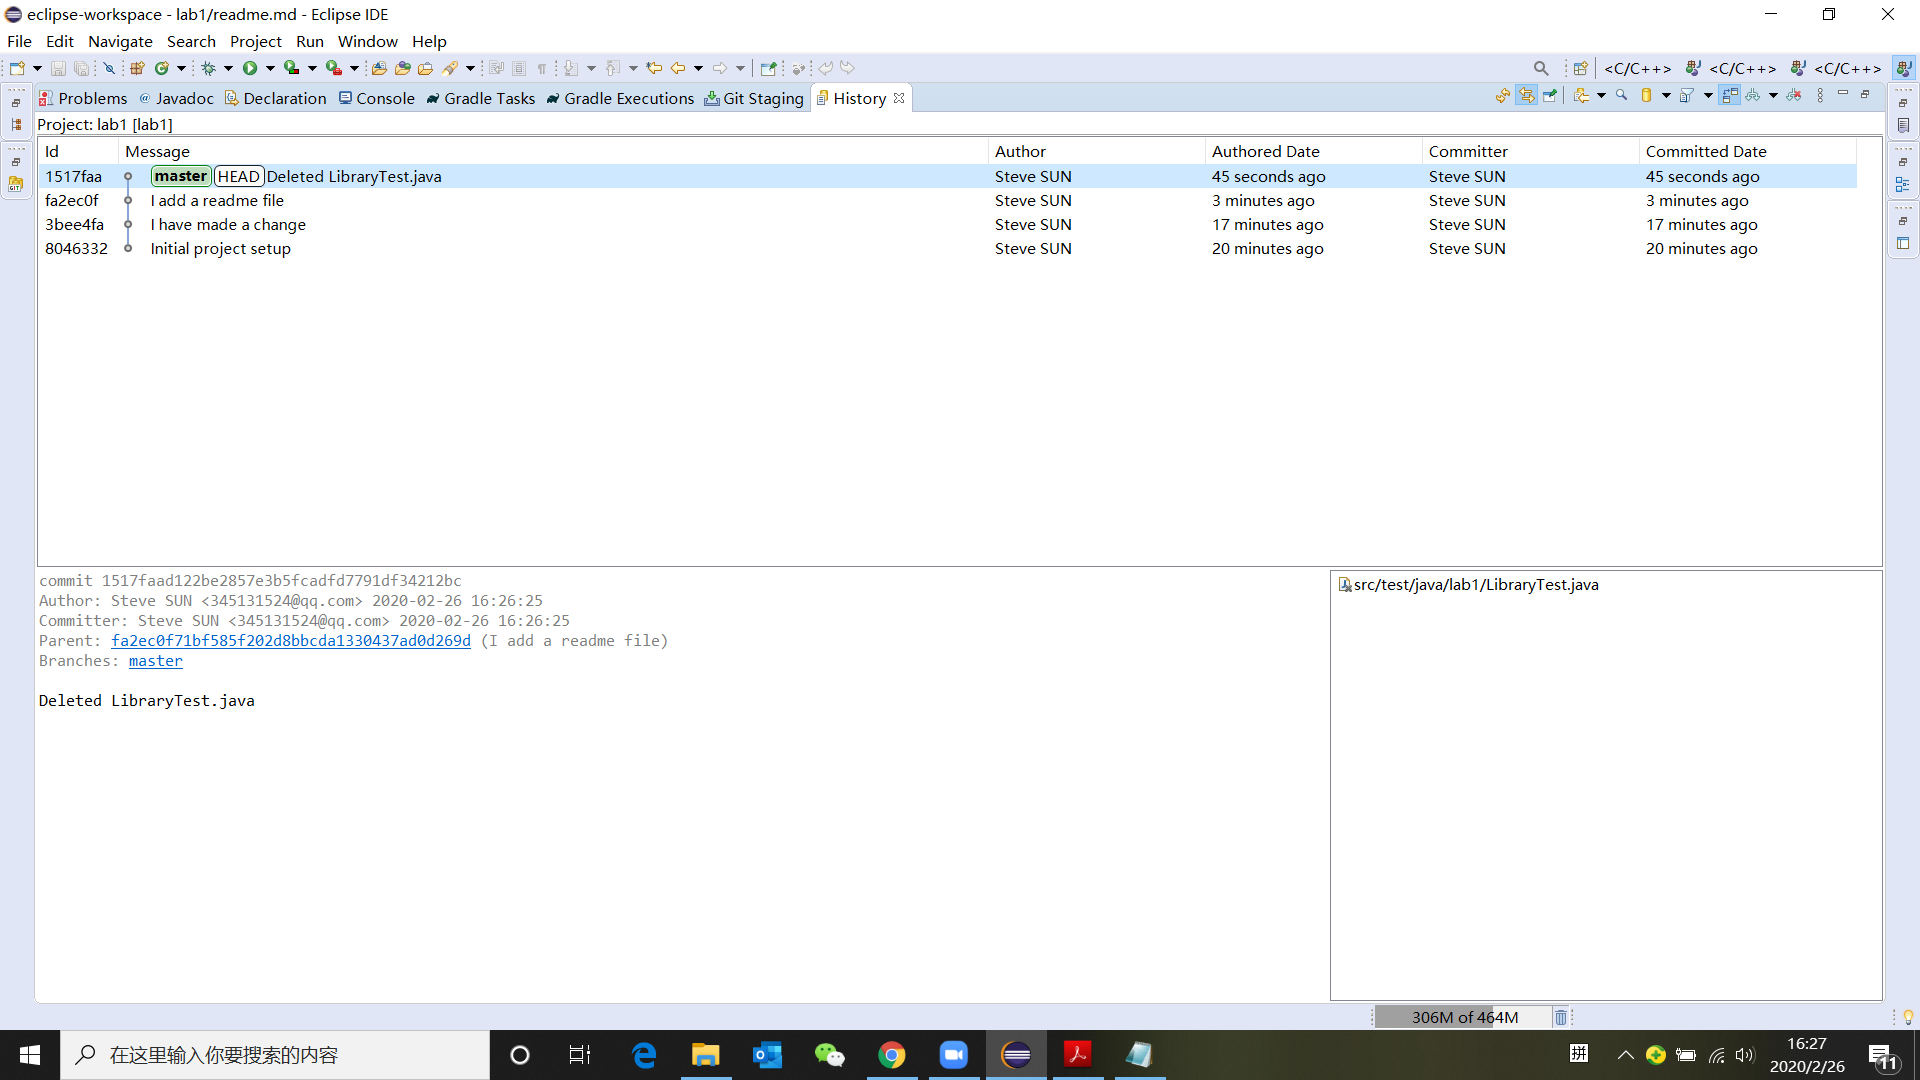 eclipse-workspace - lab1/readme.md - Eclipse IDE
File Edit Navigate Search Project Run Window Help
<C/C++> <C/C++> <C/C++>
Problems @ Javadoc Declaration Console Gradle Tasks Gradle Executions Git Staging History
Project: lab1 [lab1]
Id Message Author Authored Date Committer Committed Date
1517faa master HEAD Deleted LibraryTest.java Steve SUN 45 seconds ago Steve SUN 45 seconds ago
fa2ec0f I add a readme file Steve SUN 3 minutes ago Steve SUN 3 minutes ago
3bee4fa I have made a change Steve SUN 17 minutes ago Steve SUN 17 minutes ago
8046332 Initial project setup Steve SUN 20 minutes ago Steve SUN 20 minutes ago
commit 1517faad122be2857e3b5fcadfd7791df34212bc
Author: Steve SUN <345131524@qq.com> 2020-02-26 16:26:25
Committer: Steve SUN <345131524@qq.com> 2020-02-26 16:26:25
Parent: fa2ec0f71bf585f202d8bbcda1330437ad0d269d (I add a readme file)
Branches: master
Deleted LibraryTest.java
src/test/java/lab1/LibraryTest.java
306M of 464M
在这里输入你要搜索的内容
拼
16:27
2020/2/26
11